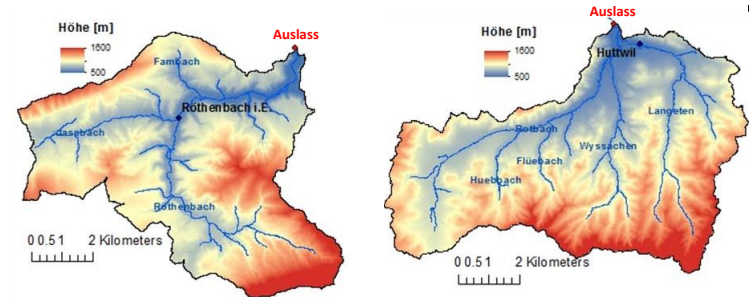 Höhe [m]
1600
500
Auslass
Fambach
Röthenbach i.E.
Jassbach
Röthenbach
0 0.5 1 2 Kilometers
Auslass
Höhe [m]
1600
500
Huttwil
Langeten
Rotbach
Wyssachen
Flüebach
Huebbach
0 0.5 1 2 Kilometers